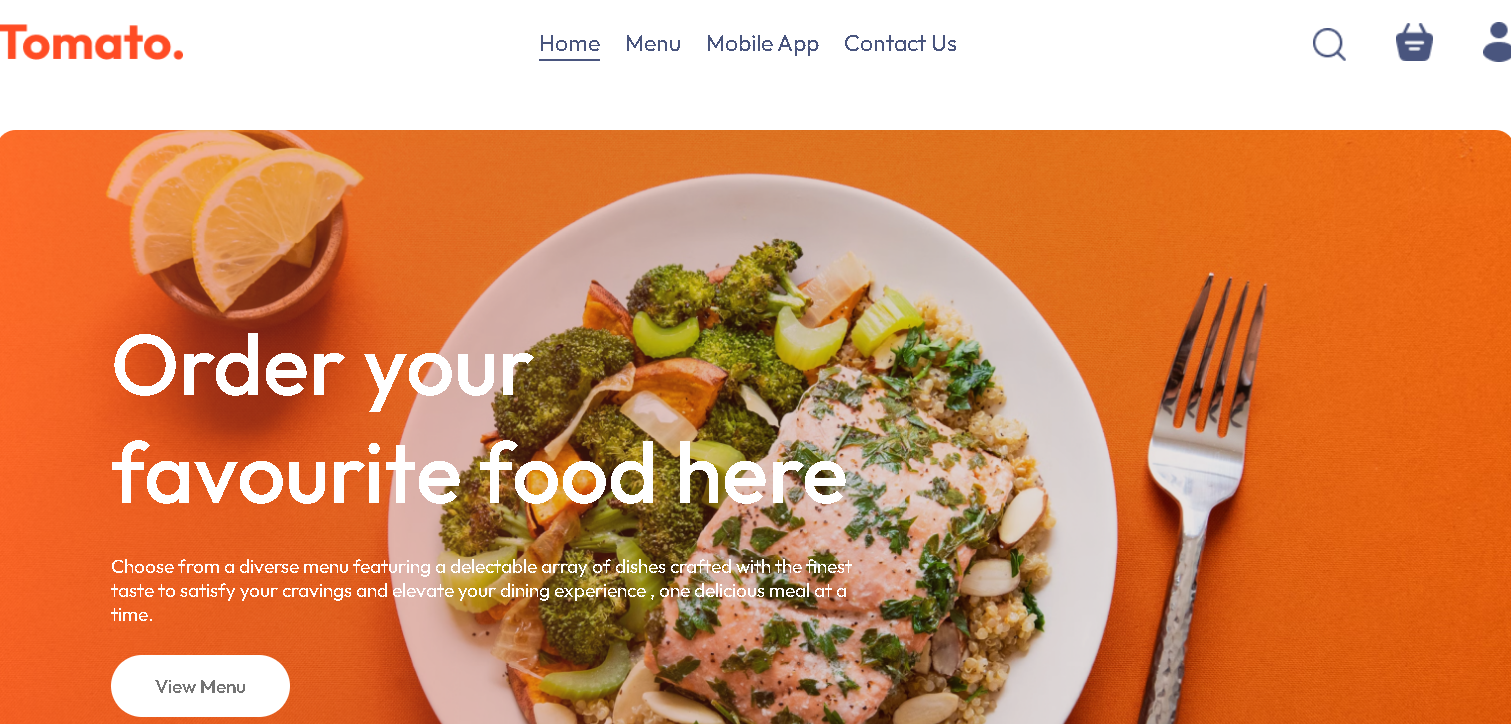 Tomato.
Home Menu Mobile App Contact Us
Order your
favourite food here
Choose from a diverse menu featuring a delectable array of dishes crafted with the finest
taste to satisfy your cravings and elevate your dining experience , one delicious meal at a
time.
View Menu